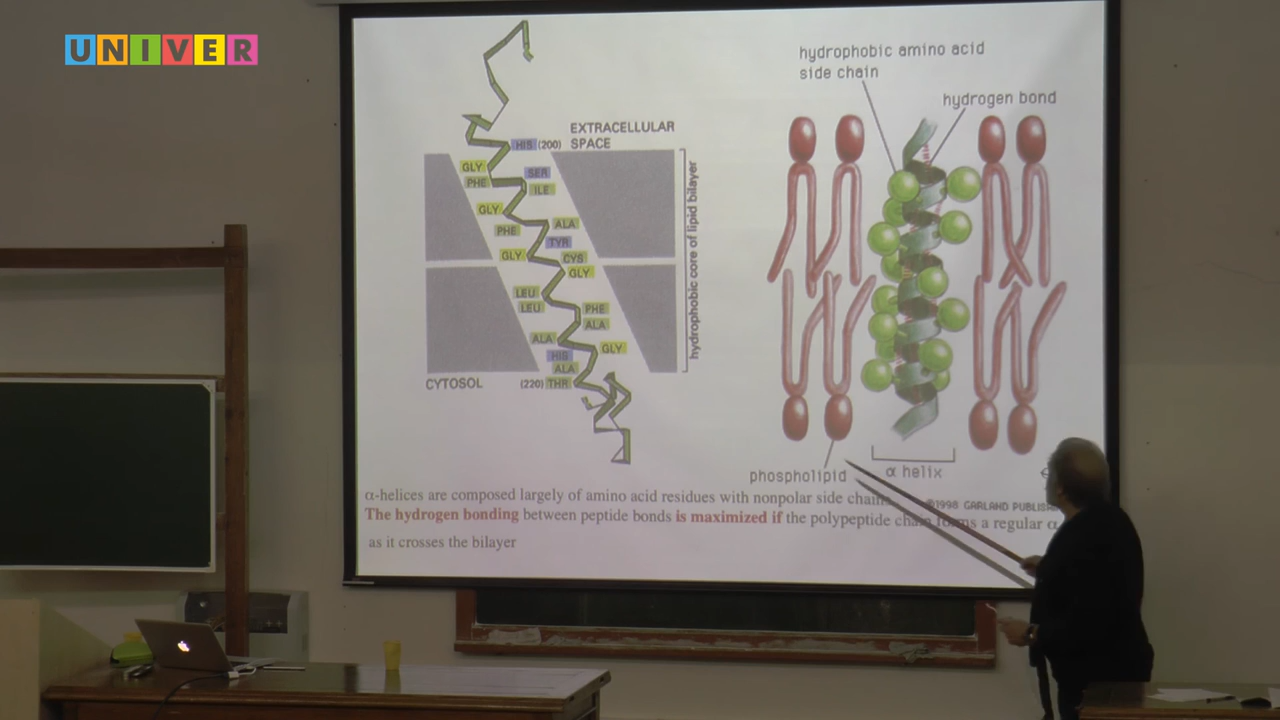 UNIVER
EXTRACELLULAR
SPACE
HIS (200)
GLY
SER
PHE
ILE
GLY
ALA
PHE
TYR
GLY
CYS
GLY
LEU
LEU
PHE
ALA
ALA
GLY
HIS
ALA
(220) THR
CYTOSOL
hydrophobic core of lipid bilayer
hydrophobic amino acid
side chain
hydrogen bond
phospholipid
α helix
©1998 GARLAND
α-helices are composed largely of amino acid residues with nonpolar side
The hydrogen bonding between peptide bonds is maximized if the polypeptide chain forms a regular α
as it crosses the bilayer